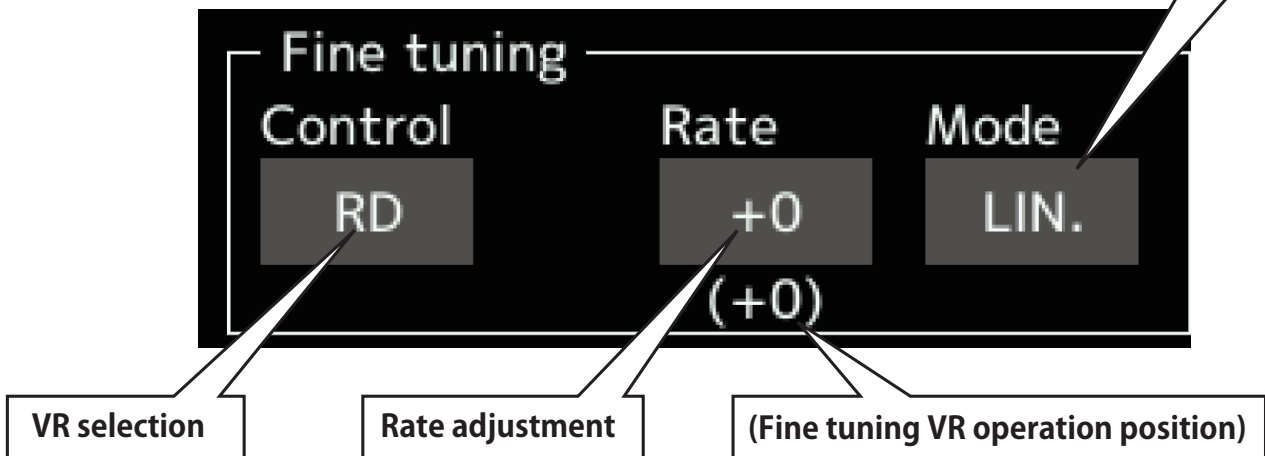 Fine tuning
Control Rate Mode
RD +0 LIN.
(+0)
VR selection Rate adjustment (Fine tuning VR operation position)